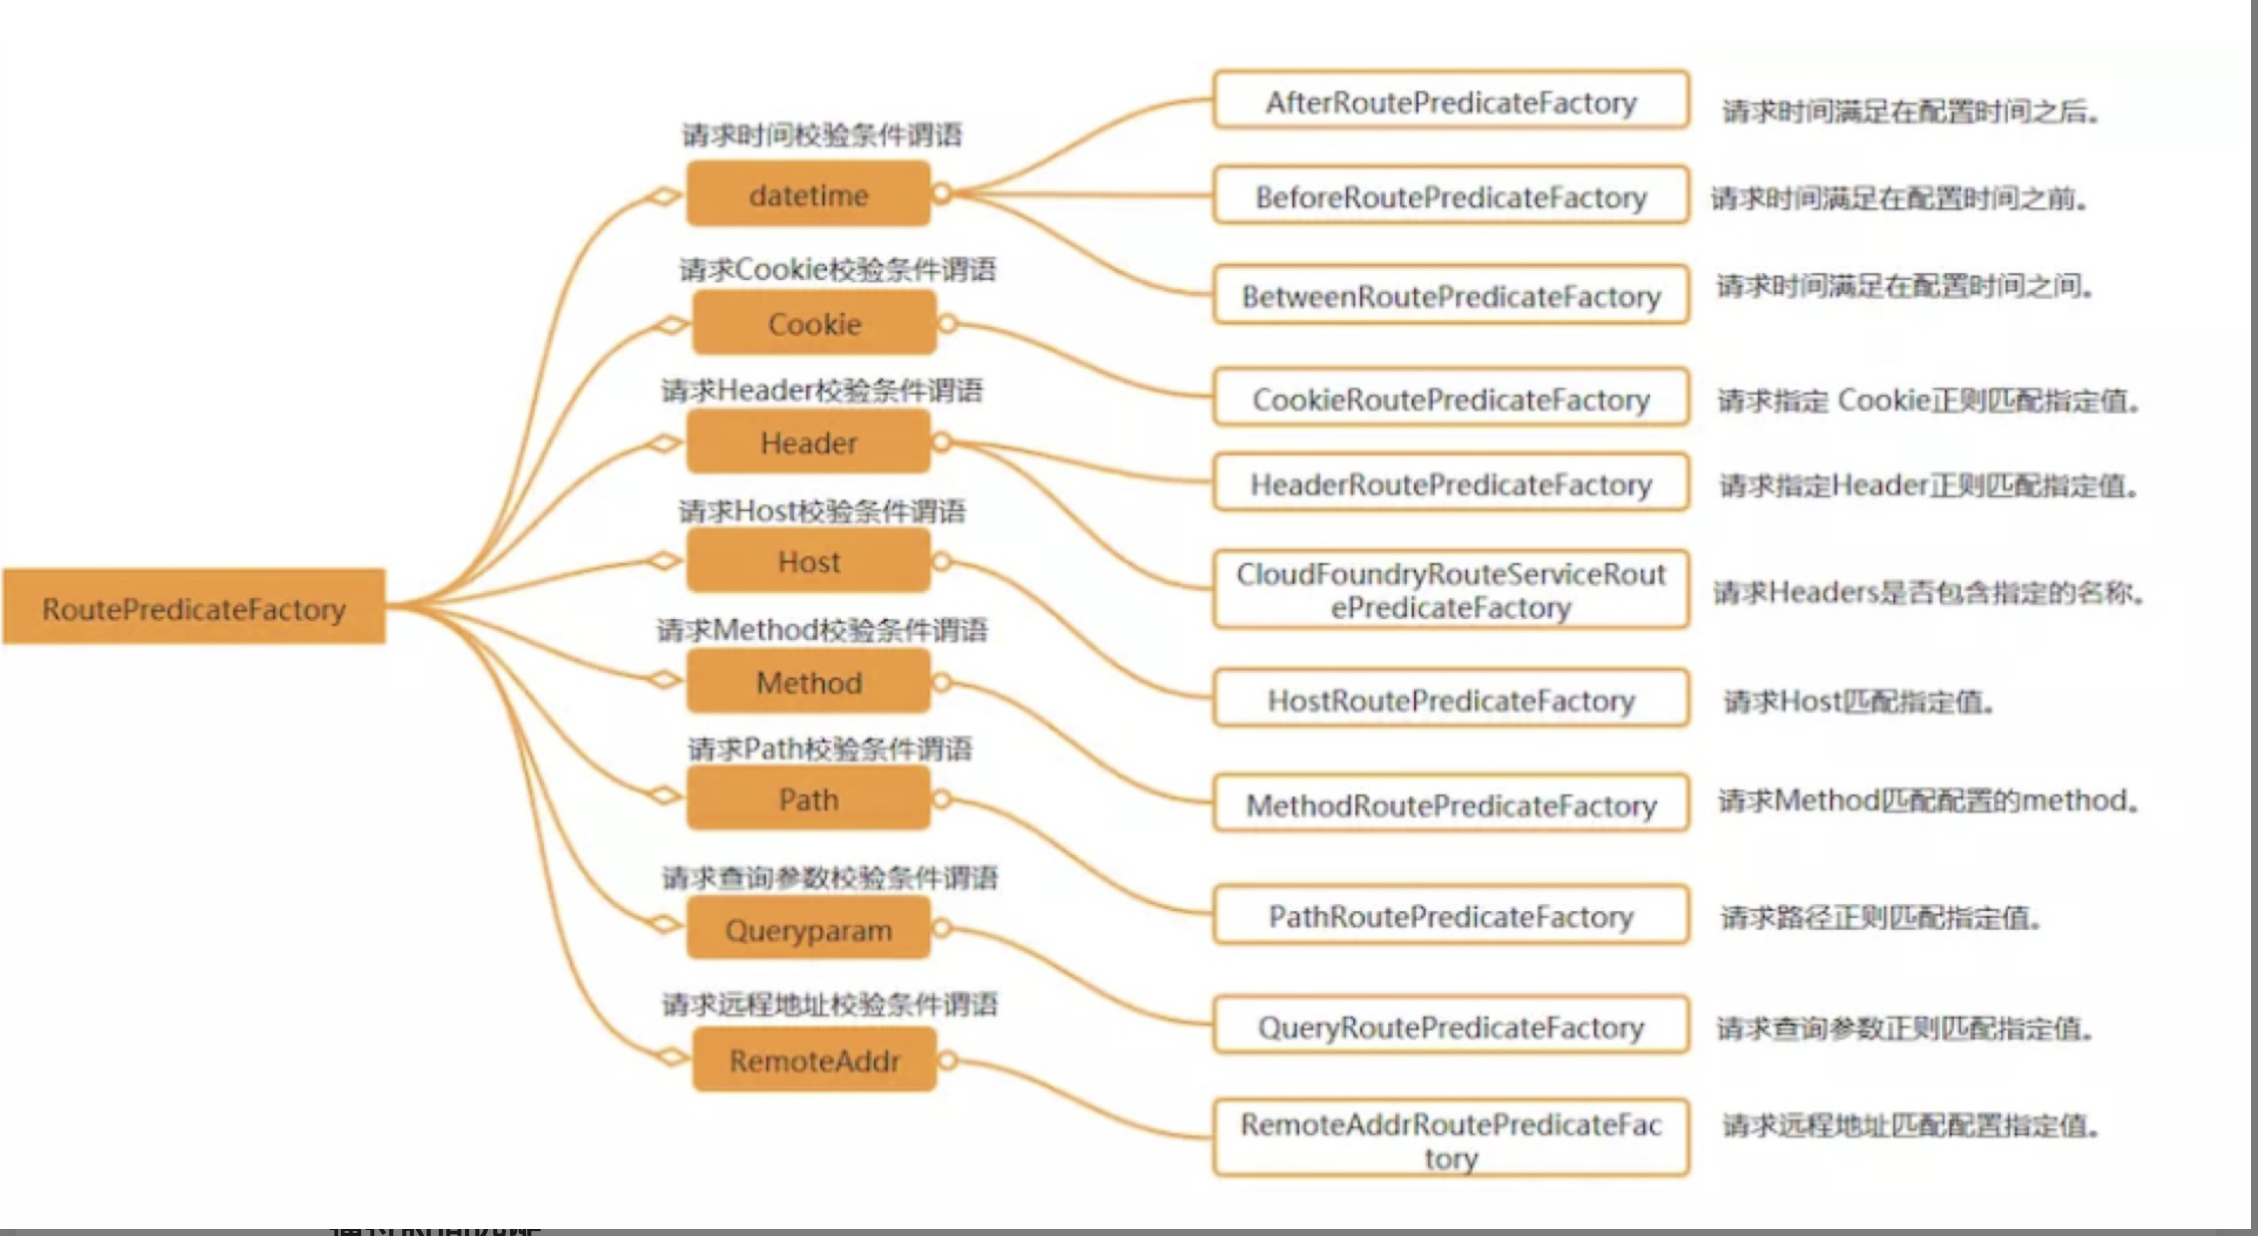 RoutePredicateFactory
请求时间校验条件谓语
datetime
AfterRoutePredicateFactory
请求时间满足在配置时间之后。
BeforeRoutePredicateFactory
请求时间满足在配置时间之前。
BetweenRoutePredicateFactory
请求时间满足在配置时间之间。
请求Cookie校验条件谓语
Cookie
CookieRoutePredicateFactory
请求指定 Cookie正则匹配指定值。
请求Header校验条件谓语
Header
HeaderRoutePredicateFactory
请求指定Header正则匹配指定值。
CloudFoundryRouteServiceRout
ePredicateFactory
请求Headers是否包含指定的名称。
请求Host校验条件谓语
Host
HostRoutePredicateFactory
请求Host匹配指定值。
请求Method校验条件谓语
Method
MethodRoutePredicateFactory
请求Method匹配配置的method。
请求Path校验条件谓语
Path
PathRoutePredicateFactory
请求路径正则匹配指定值。
请求查询参数校验条件谓语
Queryparam
QueryRoutePredicateFactory
请求查询参数正则匹配指定值。
请求远程地址校验条件谓语
RemoteAddr
RemoteAddrRoutePredicateFac
tory
请求远程地址匹配配置指定值。